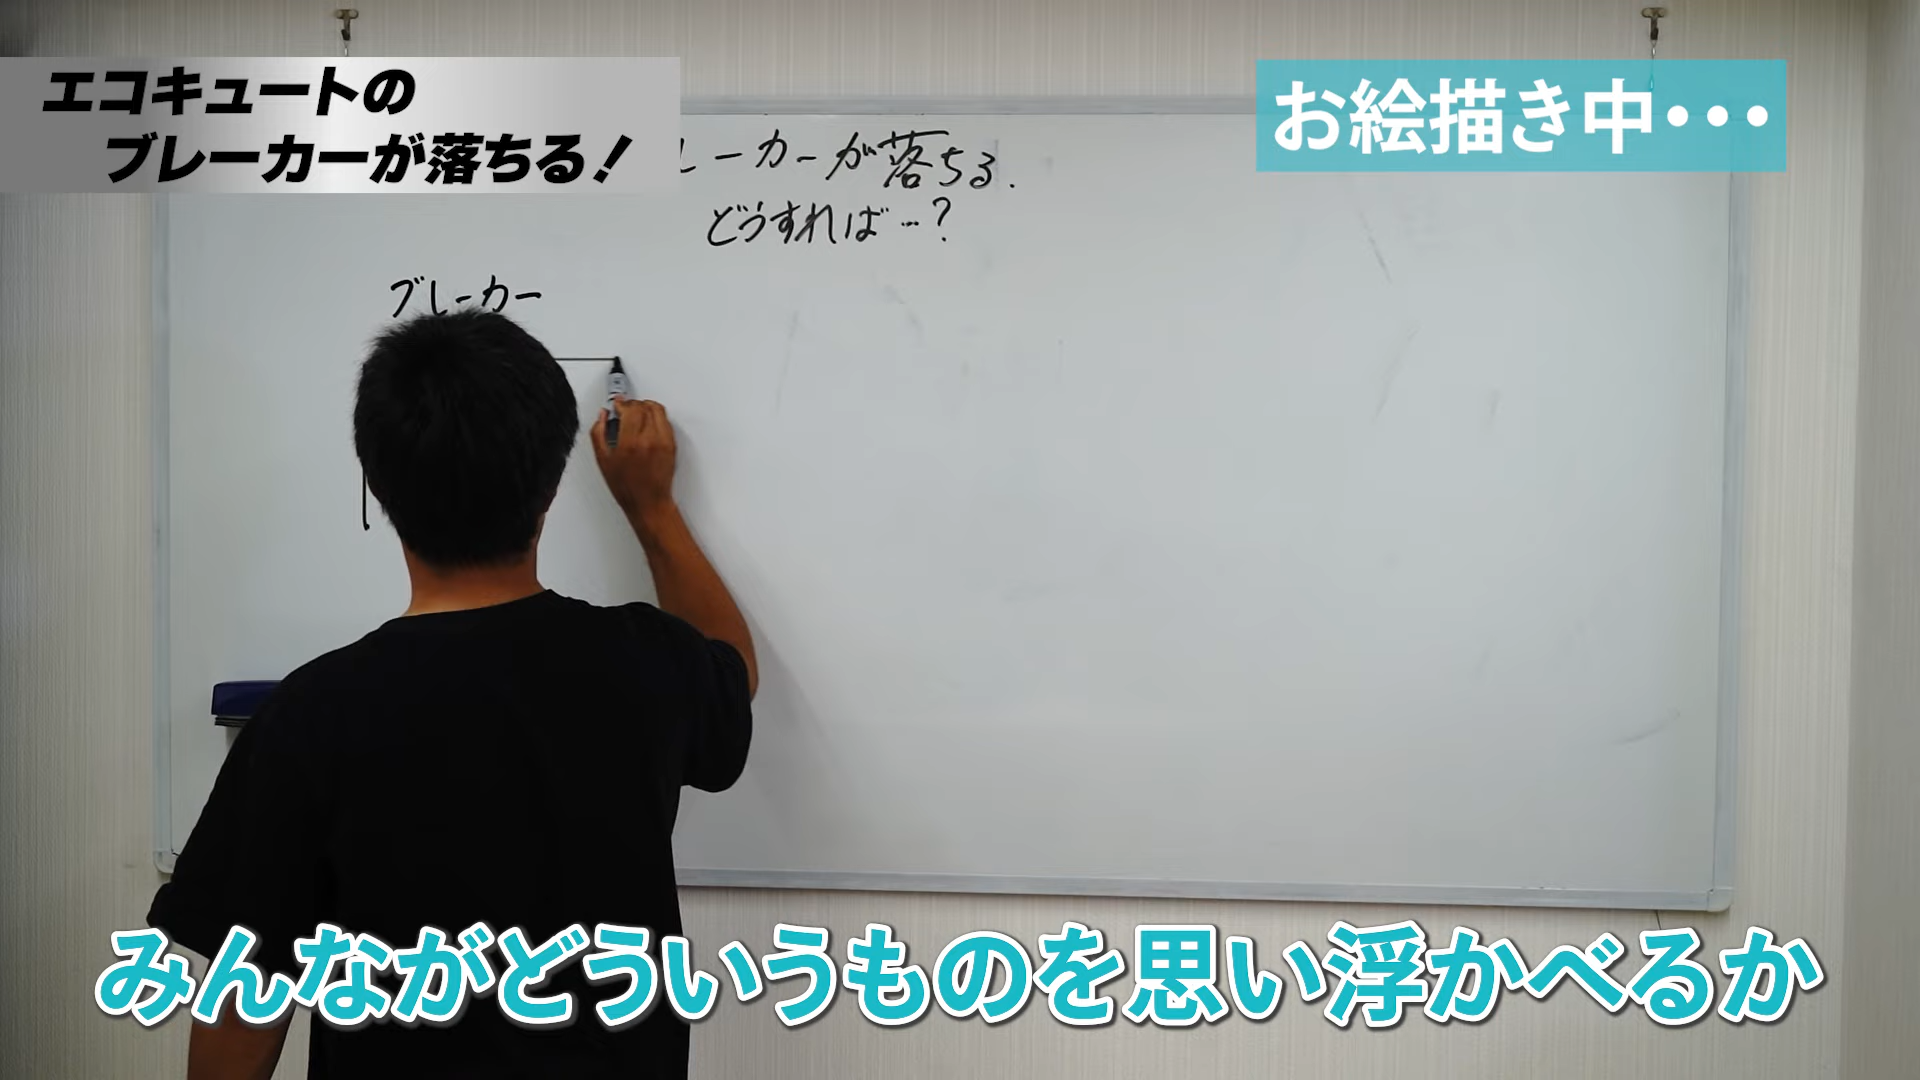 エコキュートの
ブレーカーが落ちる！
お絵描き中・・・
レーカーが落ちる.
どうすれば…？
ブレーカー
みんながどういうものを思い浮かべるか